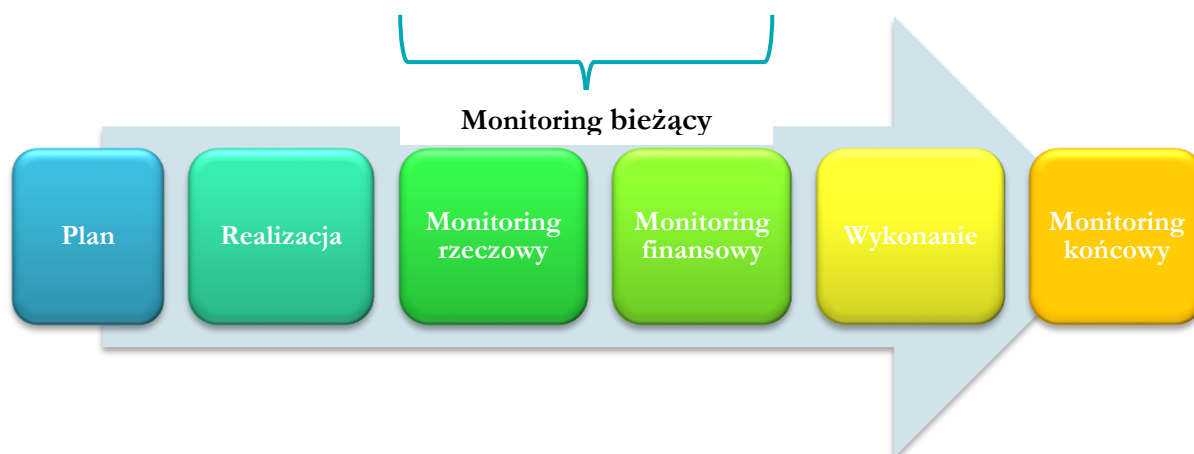 Monitoring bieżący
Plan
Realizacja
Monitoring
rzeczowy
Monitoring
finansowy
Wykonanie
Monitoring
końcowy